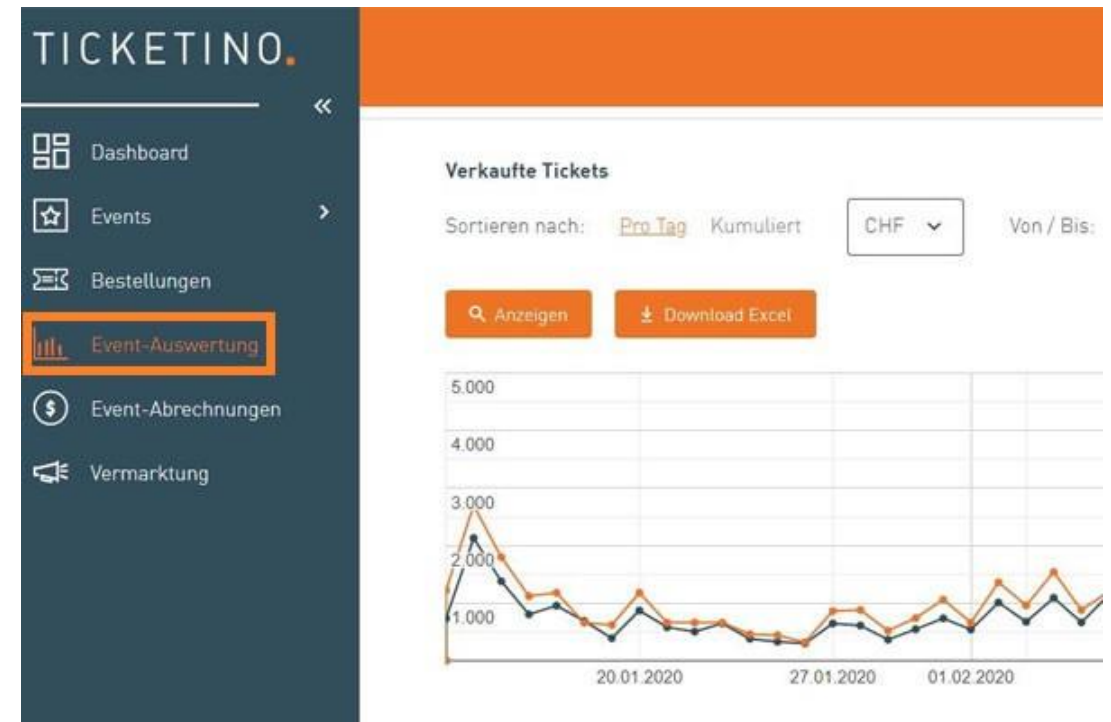 TICKETINO.
«
Dashboard
Events
Bestellungen
Event-Auswertung
Event-Abrechnungen
Vermarktung
Verkaufte Tickets
Sortieren nach: Pro Tag Kumuliert CHF Von / Bis:
Anzeigen Download Excel
5.000
4.000
3.000
2.000
1.000
20.01.2020 27.01.2020 01.02.2020